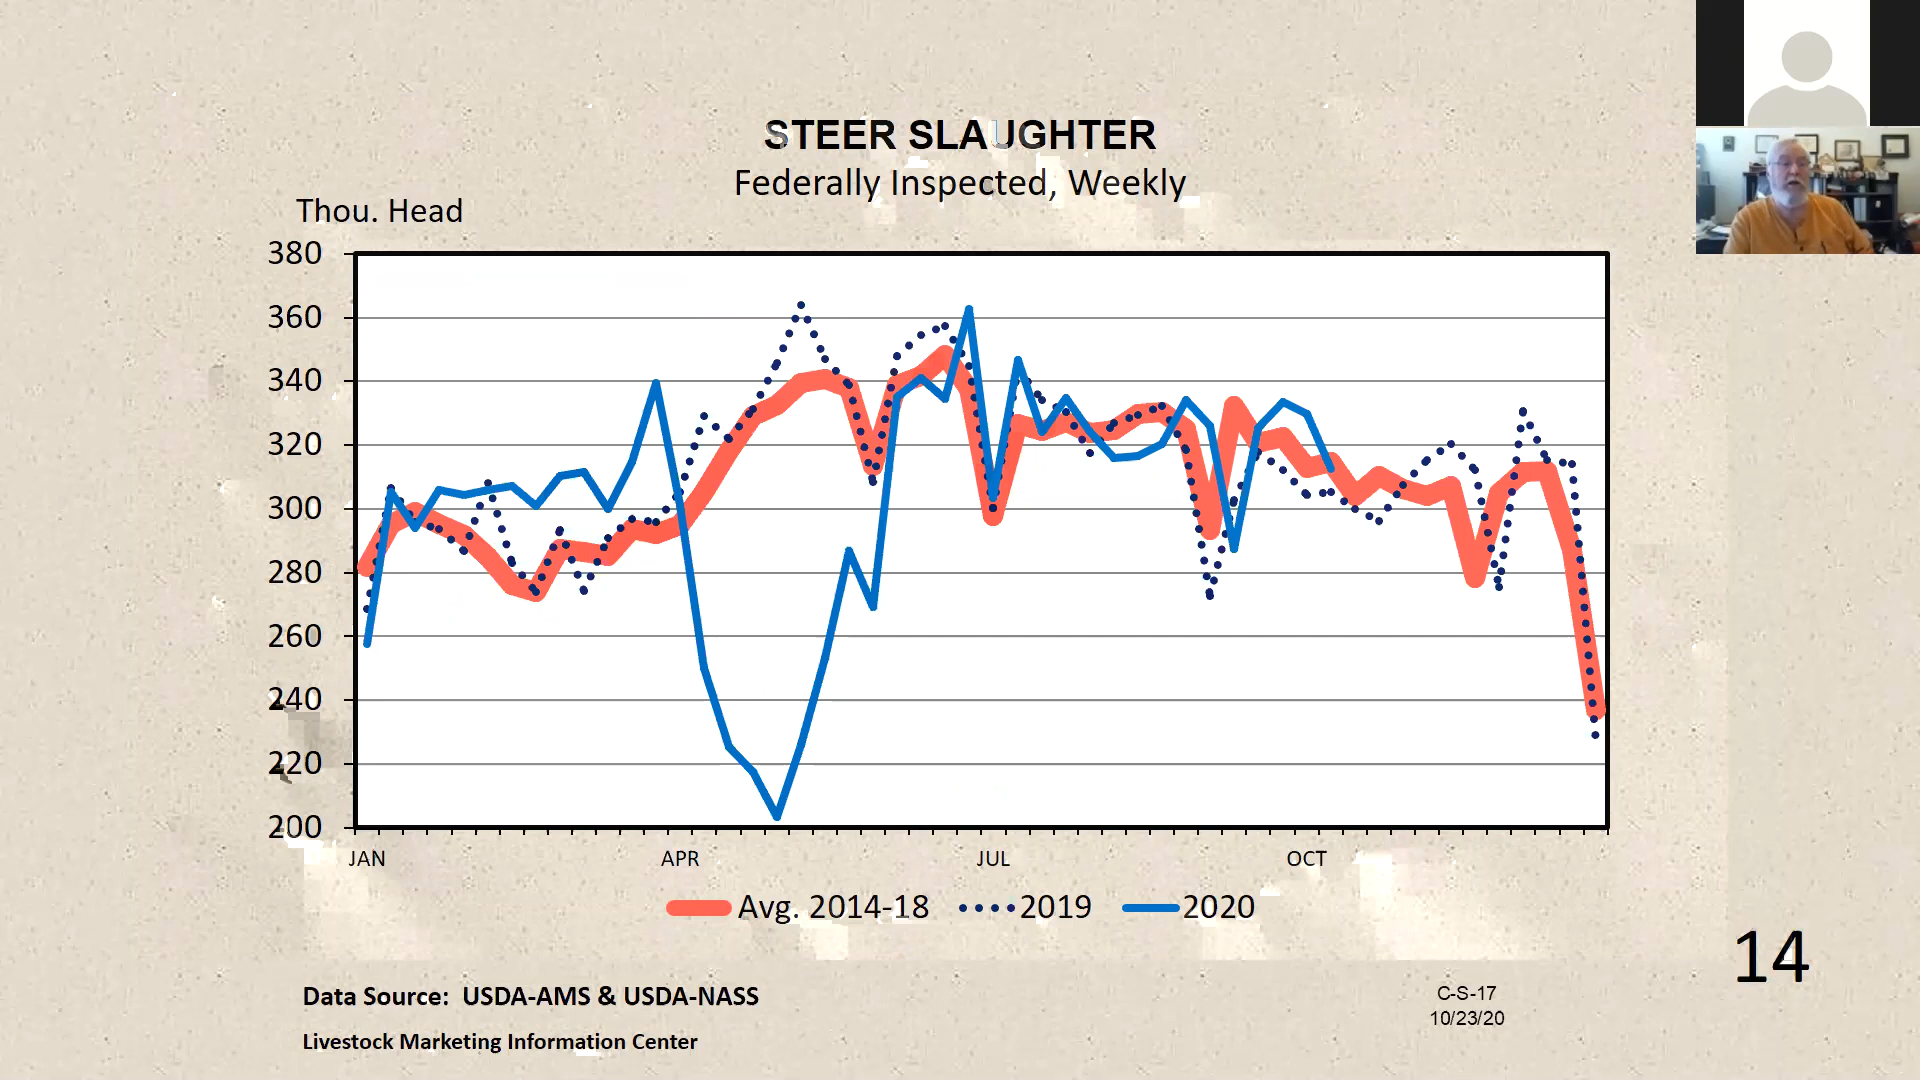 STEER SLAUGHTER
Federally Inspected, Weekly
Thou. Head
380
360
340
320
300
280
260
240
220
200
JAN APR JUL OCT
Avg. 2014-18 2019 2020
14
Data Source: USDA-AMS & USDA-NASS
C-S-17
10/23/20
Livestock Marketing Information Center